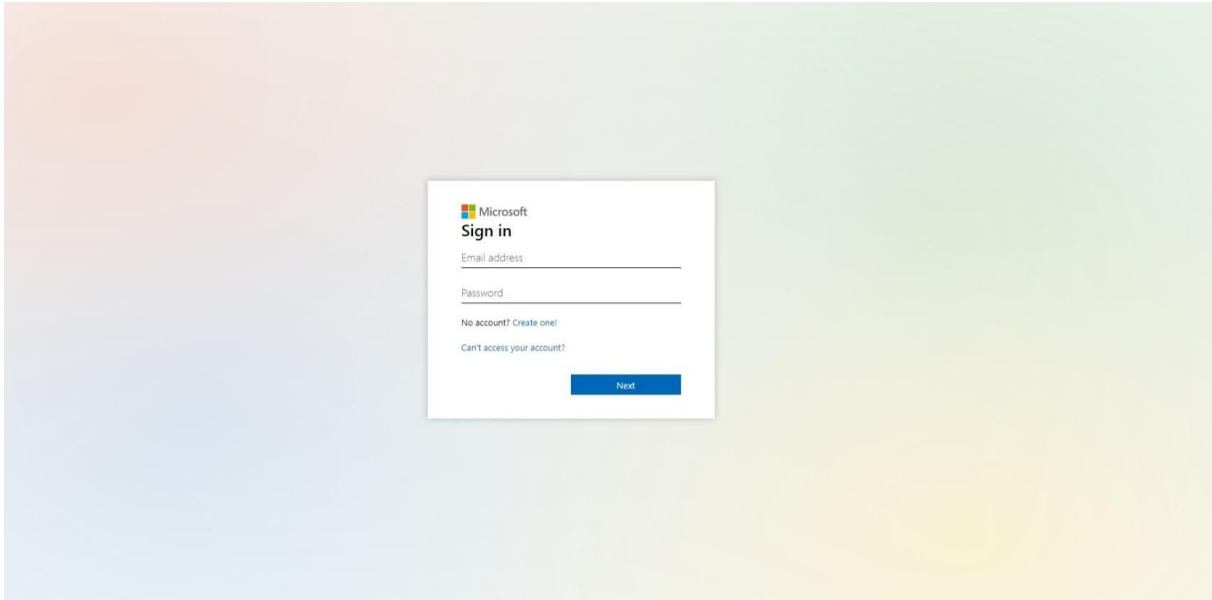 Microsoft
Sign in
Email address
Password
No account? Create one!
Can't access your account?
Next